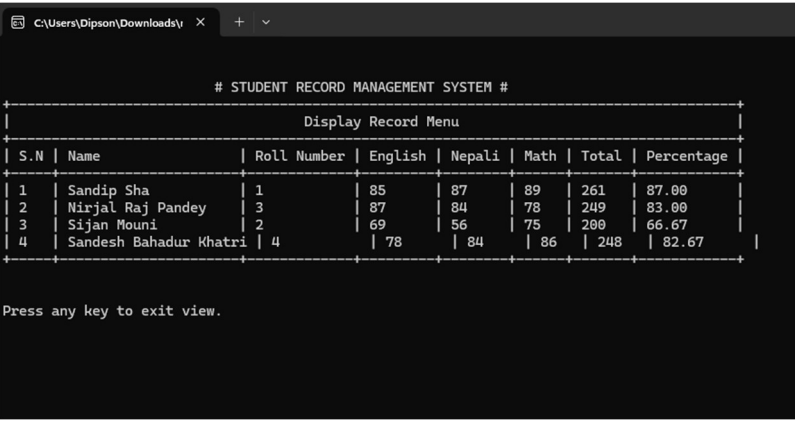 C:\Users\Dipson\Downloads\
# STUDENT RECORD MANAGEMENT SYSTEM #
Display Record Menu
| S.N | Name | Roll Number | English | Nepali | Math | Total | Percentage |
| 1 | Sandip Sha | 1 | 85 | 87 | 89 | 261 | 87.00 |
| 2 | Nirjal Raj Pandey | 3 | 87 | 84 | 78 | 249 | 83.00 |
| 3 | Sijan Mouni | 2 | 69 | 56 | 75 | 200 | 66.67 |
| 4 | Sandesh Bahadur Khatri | 4 | 78 | 84 | 86 | 248 | 82.67 |
Press any key to exit view.